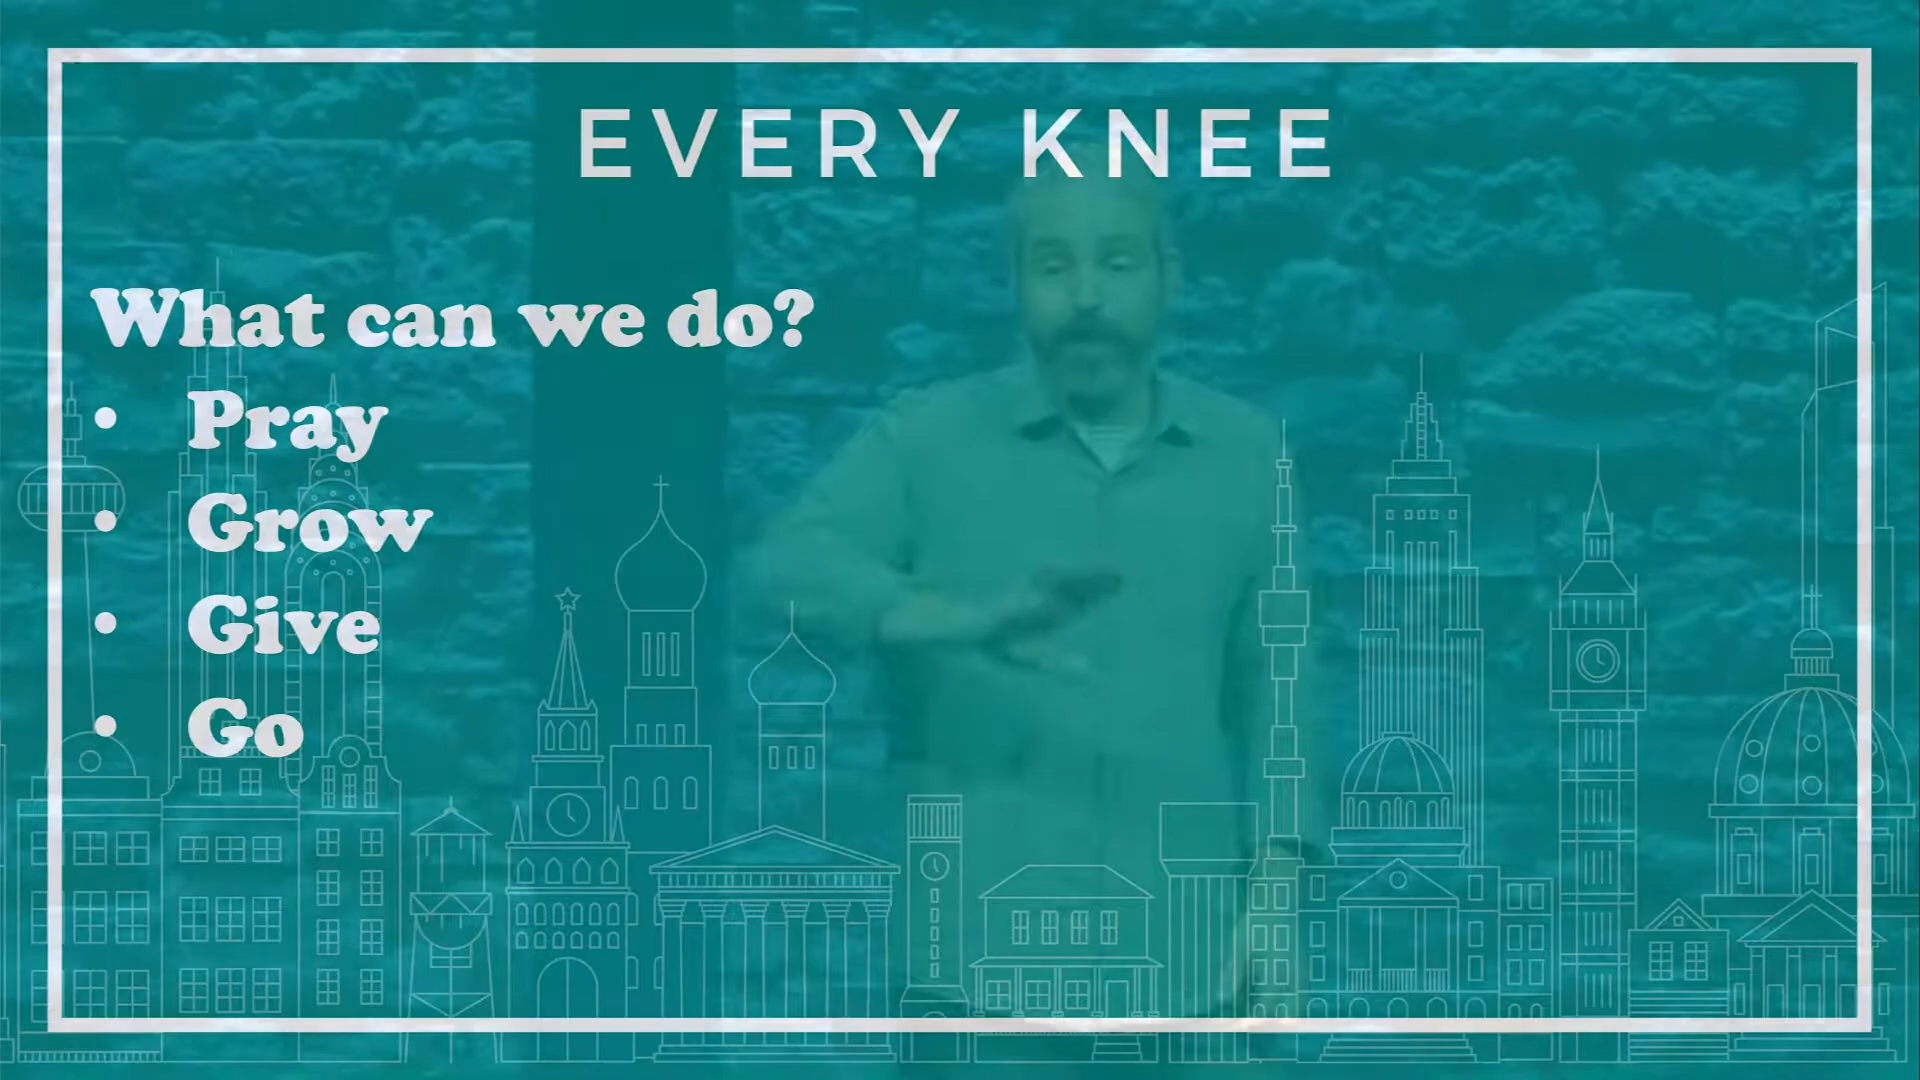 EVERY KNEE
What can we do?
• Pray
• Grow
• Give
• Go